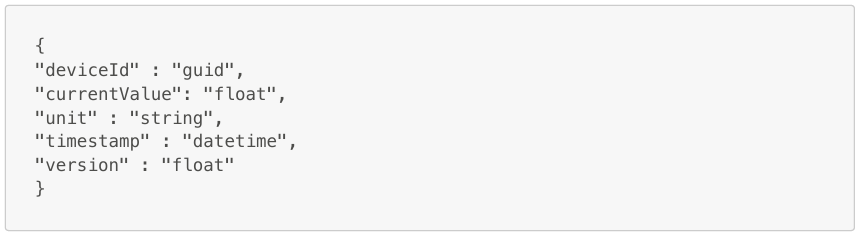 {
"deviceId" : "guid",
"currentValue": "float",
"unit" : "string",
"timestamp" : "datetime",
"version" : "float"
}